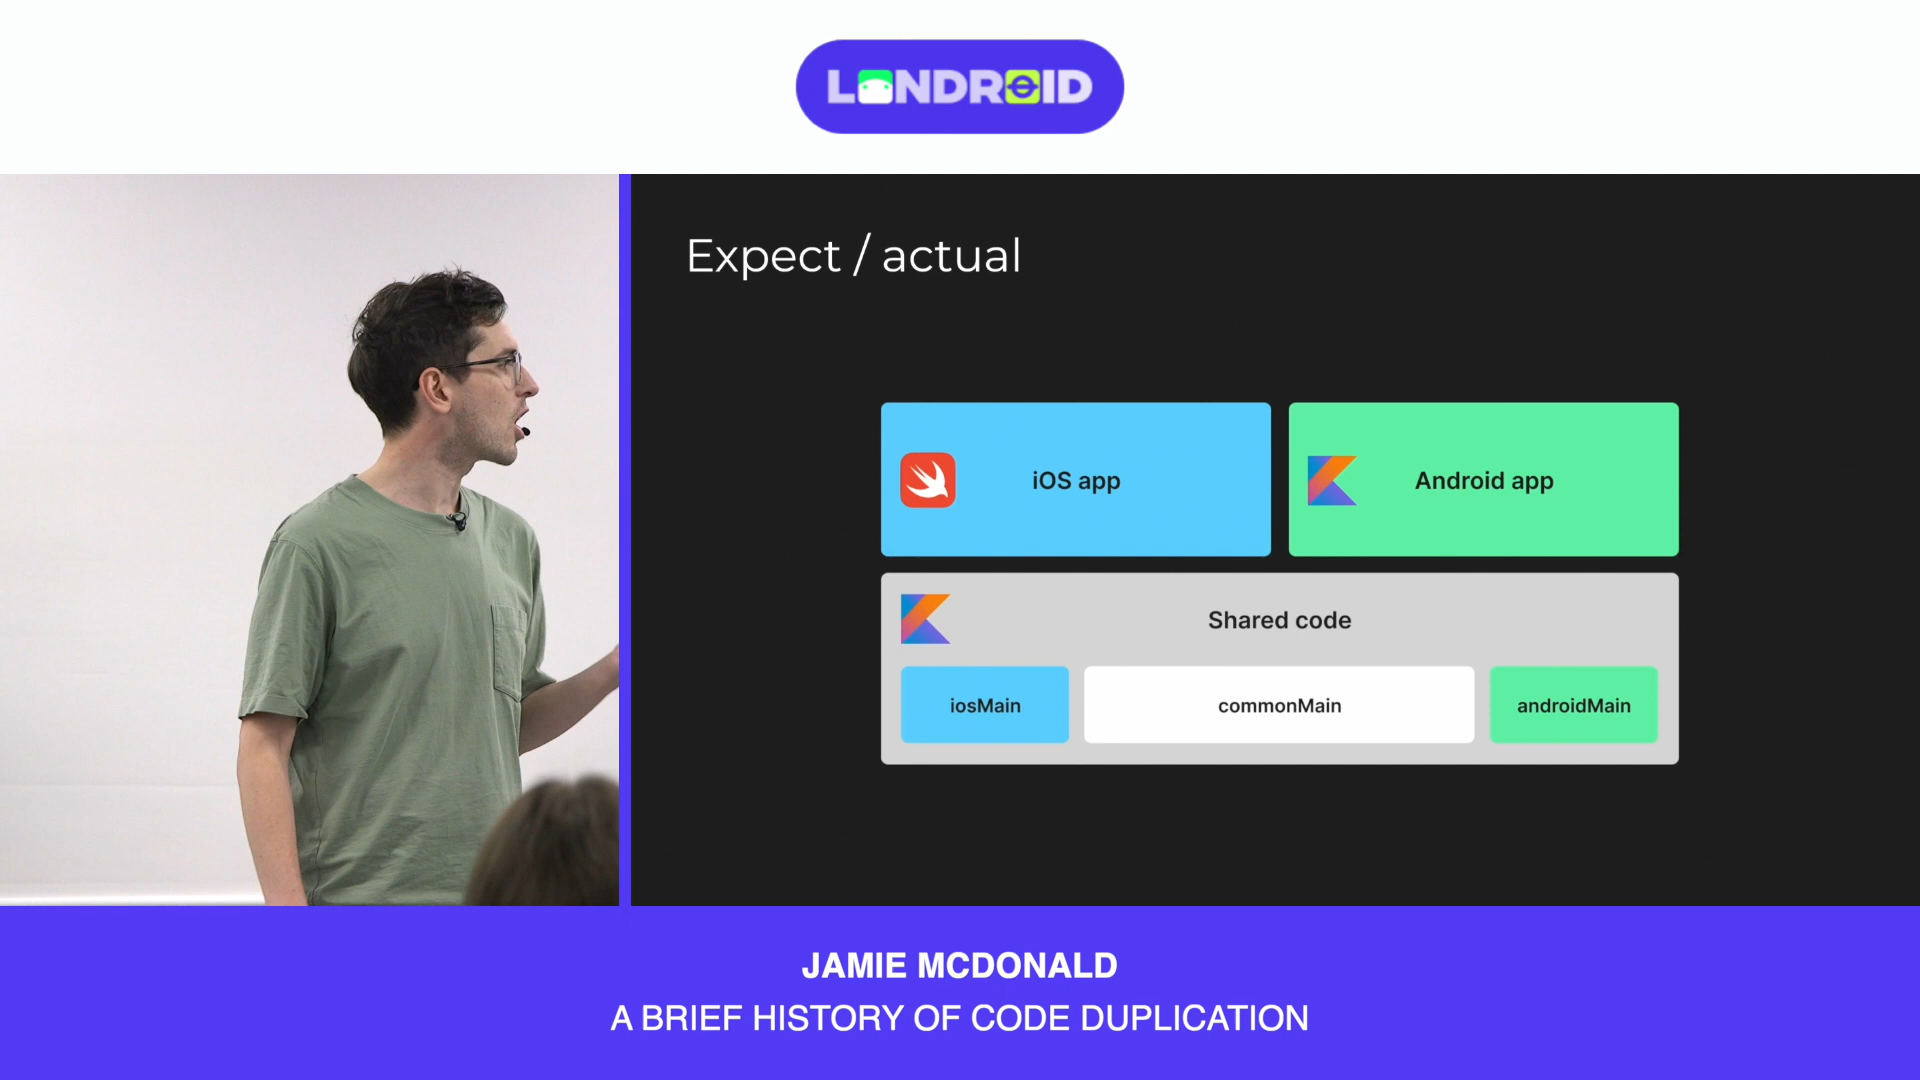 LONDROID
Expect / actual
iOS app
Android app
Shared code
iosMain
commonMain
androidMain
JAMIE MCDONALD
A BRIEF HISTORY OF CODE DUPLICATION